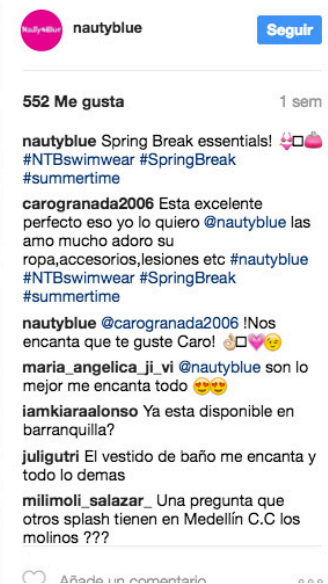 nautyblue
Seguir
552 Me gusta
1 sem
nautyblue Spring Break essentials! 👙□👛
#NTBswimwear #SpringBreak
#summertime
carogranada2006 Esta excelente
perfecto eso yo lo quiero @nautyblue las
amo mucho adoro su
ropa,accesorios,lesiones etc #nautyblue
#NTBswimwear #SpringBreak
#summertime
nautyblue @carogranada2006 !Nos
encanta que te guste Caro! 👌□💗😉
maria_angelica_ji_vi @nautyblue son lo
mejor me encanta todo 😍😍
iamkiaraalonso Ya esta disponible en
barranquilla?
juligutri El vestido de baño me encanta y
todo lo demas
milimoli_salazar_ Una pregunta que
otros splash tienen en Medellín C.C los
molinos ???
Añade un comentario